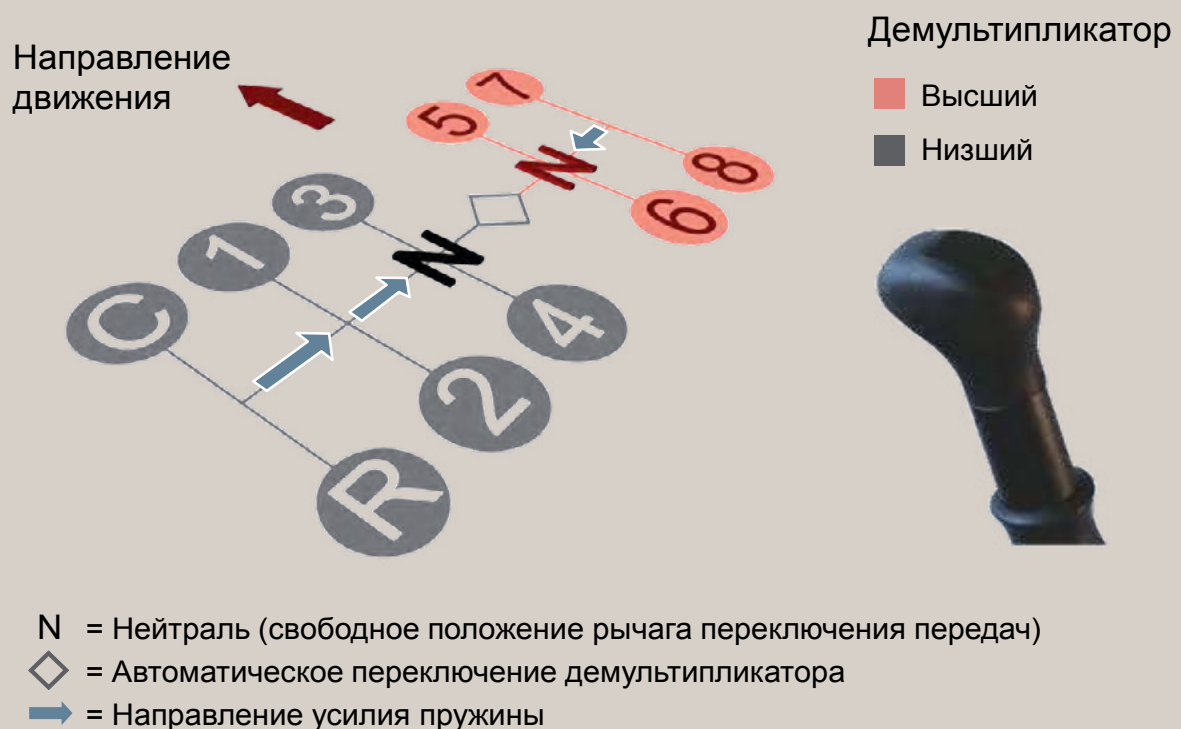 Направление
движения
Демультипликатор
Высший
Низший
7
5
N
8
6
3
N
1
4
C
2
R
N = Нейтраль (свободное положение рычага переключения передач)
= Автоматическое переключение демультипликатора
= Направление усилия пружины